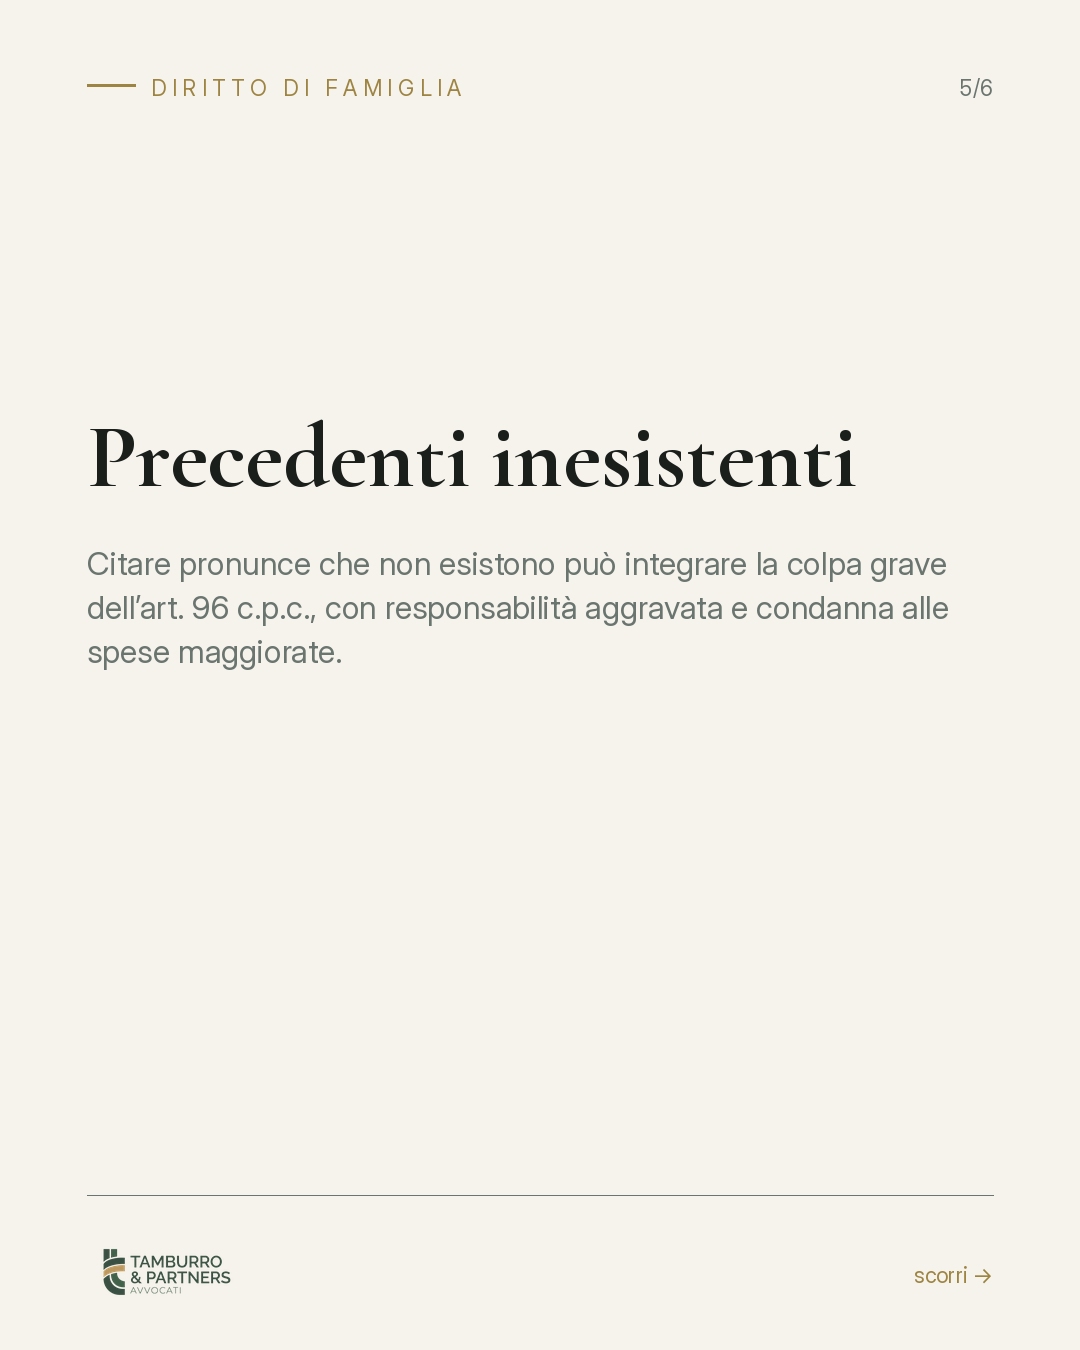 DIRITTO DI FAMIGLIA
5/6
Precedenti inesistenti
Citare pronunce che non esistono può integrare la colpa grave
dell’art. 96 c.p.c., con responsabilità aggravata e condanna alle
spese maggiorate.
TAMBURRO
& PARTNERS
AVVOCATI
scorri →